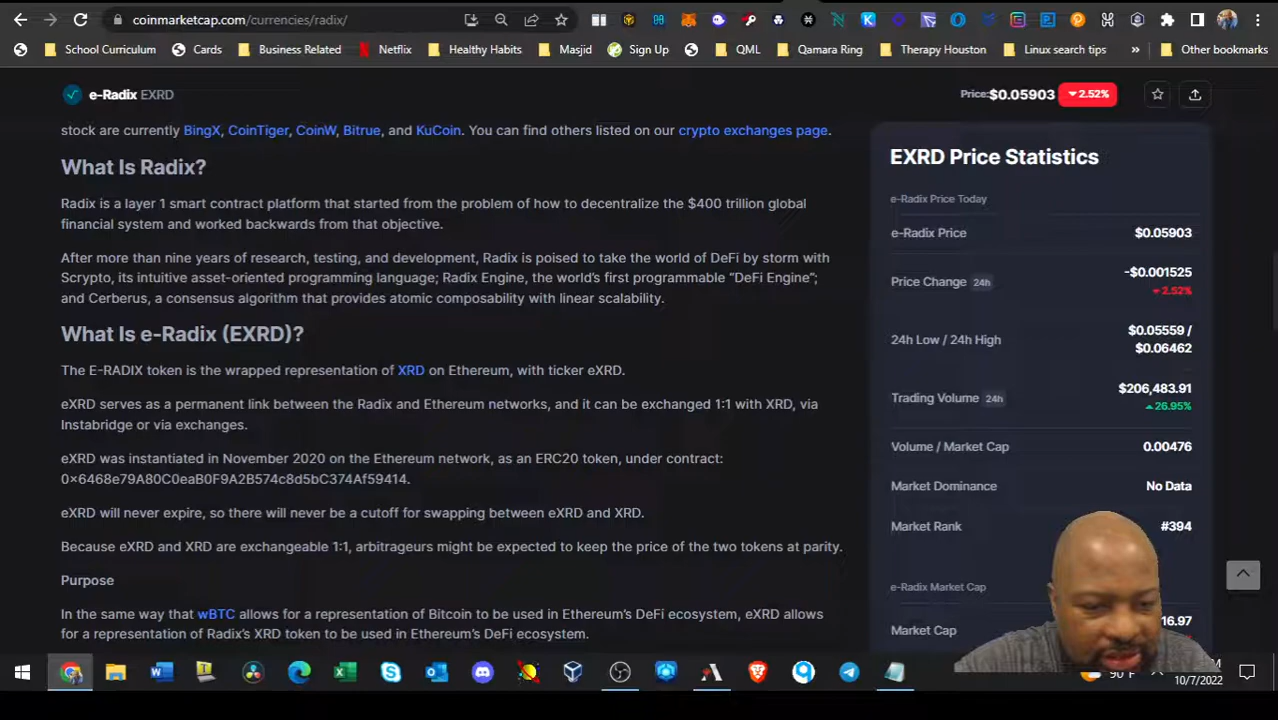 coinmarketcap.com/currencies/radix/
School Curriculum
Cards
Business Related
Netflix
Healthy Habits
Masjid
Sign Up
QML
Qamara Ring
Therapy Houston
Linux search tips
»
Other bookmarks
e-Radix EXRD
Price:$0.05903
2.52%
stock are currently BingX, CoinTiger, CoinW, Bitrue, and KuCoin. You can find others listed on our crypto exchanges page.
What Is Radix?
Radix is a layer 1 smart contract platform that started from the problem of how to decentralize the $400 trillion global
financial system and worked backwards from that objective.
After more than nine years of research, testing, and development, Radix is poised to take the world of DeFi by storm with
Scrypto, its intuitive asset-oriented programming language; Radix Engine, the world’s first programmable “DeFi Engine”;
and Cerberus, a consensus algorithm that provides atomic composability with linear scalability.
What Is e-Radix (EXRD)?
The E-RADIX token is the wrapped representation of XRD on Ethereum, with ticker eXRD.
eXRD serves as a permanent link between the Radix and Ethereum networks, and it can be exchanged 1:1 with XRD, via
Instabridge or via exchanges.
eXRD was instantiated in November 2020 on the Ethereum network, as an ERC20 token, under contract:
0x6468e79A80C0eaB0F9A2B574c8d5bC374Af59414.
eXRD will never expire, so there will never be a cutoff for swapping between eXRD and XRD.
Because eXRD and XRD are exchangeable 1:1, arbitrageurs might be expected to keep the price of the two tokens at parity.
Purpose
In the same way that wBTC allows for a representation of Bitcoin to be used in Ethereum’s DeFi ecosystem, eXRD allows
for a representation of Radix’s XRD token to be used in Ethereum’s DeFi ecosystem.
EXRD Price Statistics
e-Radix Price Today
e-Radix Price
$0.05903
Price Change 24h
-$0.001525
2.52%
24h Low / 24h High
$0.05559 /
$0.06462
Trading Volume 24h
$206,483.91
26.95%
Volume / Market Cap
0.00476
Market Dominance
No Data
Market Rank
#394
e-Radix Market Cap
Market Cap
16.97
90°F
10/7/2022